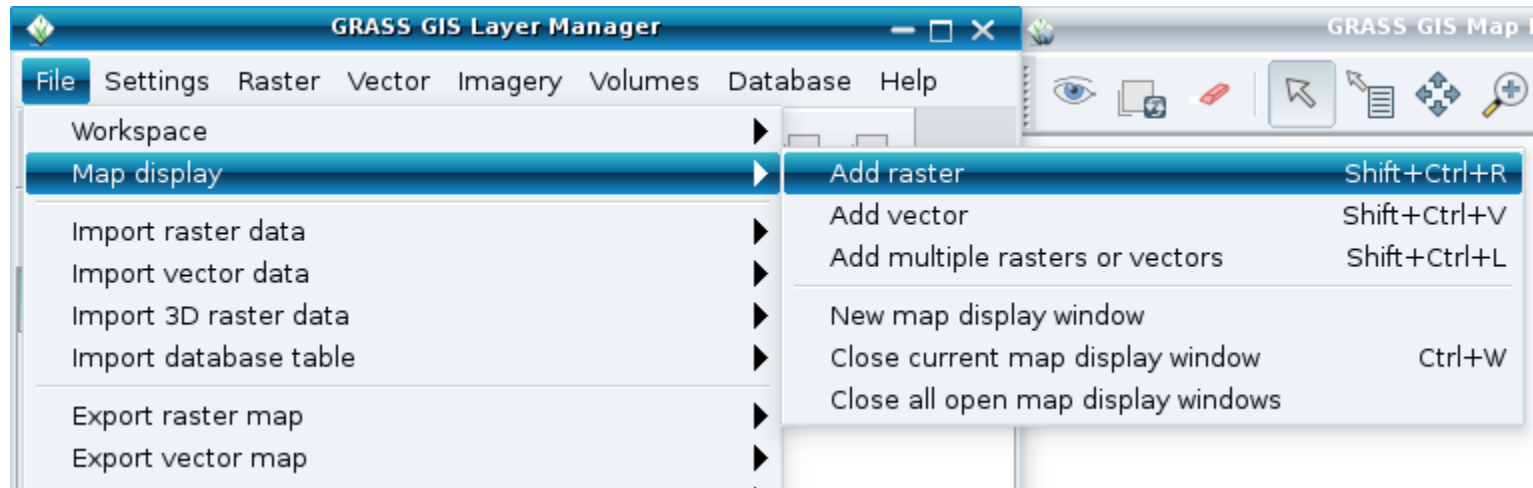 GRASS GIS Layer Manager
GRASS GIS Map
File Settings Raster Vector Imagery Volumes Database Help
Workspace
Map display
Import raster data
Import vector data
Import 3D raster data
Import database table
Export raster map
Export vector map
Add raster Shift+Ctrl+R
Add vector Shift+Ctrl+V
Add multiple rasters or vectors Shift+Ctrl+L
New map display window
Close current map display window Ctrl+W
Close all open map display windows